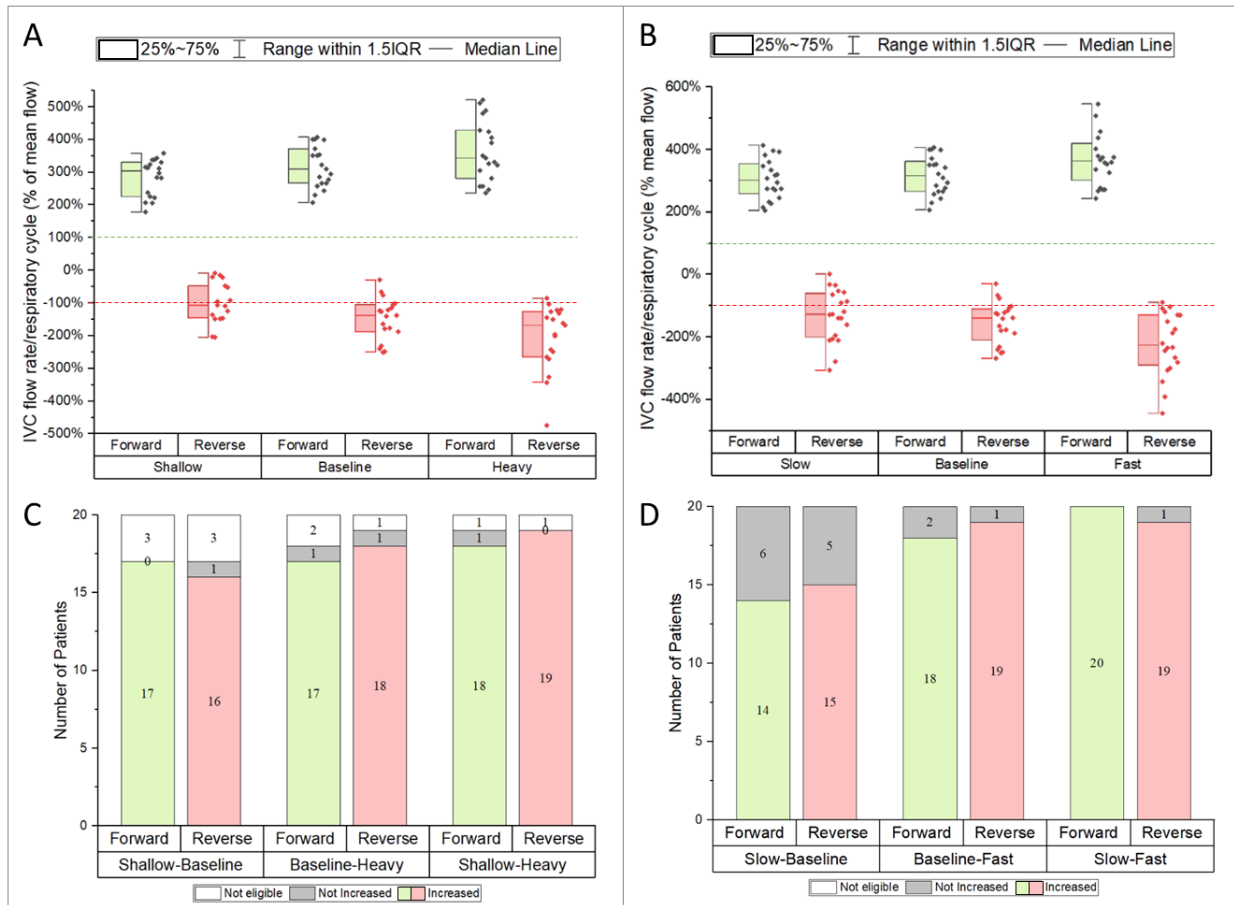 A
25%~75% Range within 1.5IQR Median Line
IVC flow rate/respiratory cycle (% of mean flow)
500%
400%
300%
200%
100%
0%
-100%
-200%
-300%
-400%
-500%
Forward Reverse Forward Reverse Forward Reverse
Shallow Baseline Heavy
B
25%~75% Range within 1.5IQR Median Line
IVC flow rate/respiratory cycle (% mean flow)
600%
400%
200%
0%
-200%
-400%
Forward Reverse Forward Reverse Forward Reverse
Slow Baseline Fast
C
Number of Patients
20
15
10
5
0
3 3 2 1 1 1
0 1 1 1 1 0
17 16 17 18 18 19
Forward Reverse Forward Reverse Forward Reverse
Shallow-Baseline Baseline-Heavy Shallow-Heavy
Not eligible Not Increased Increased
D
Number of Patients
20
15
10
5
0
6 5 2 1 1
14 15 18 19 20 19
Forward Reverse Forward Reverse Forward Reverse
Slow-Baseline Baseline-Fast Slow-Fast
Not eligible Not Increased Increased